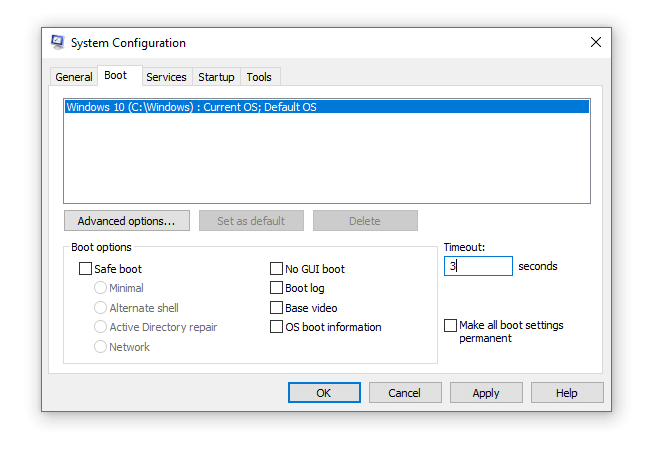 System Configuration
General Boot Services Startup Tools
Windows 10 (C:\Windows) : Current OS; Default OS
Advanced options... Set as default Delete
Boot options
Timeout:
Safe boot No GUI boot
3 seconds
Minimal Boot log
Alternate shell Base video
Active Directory repair OS boot information
Make all boot settings
permanent
Network
OK Cancel Apply Help